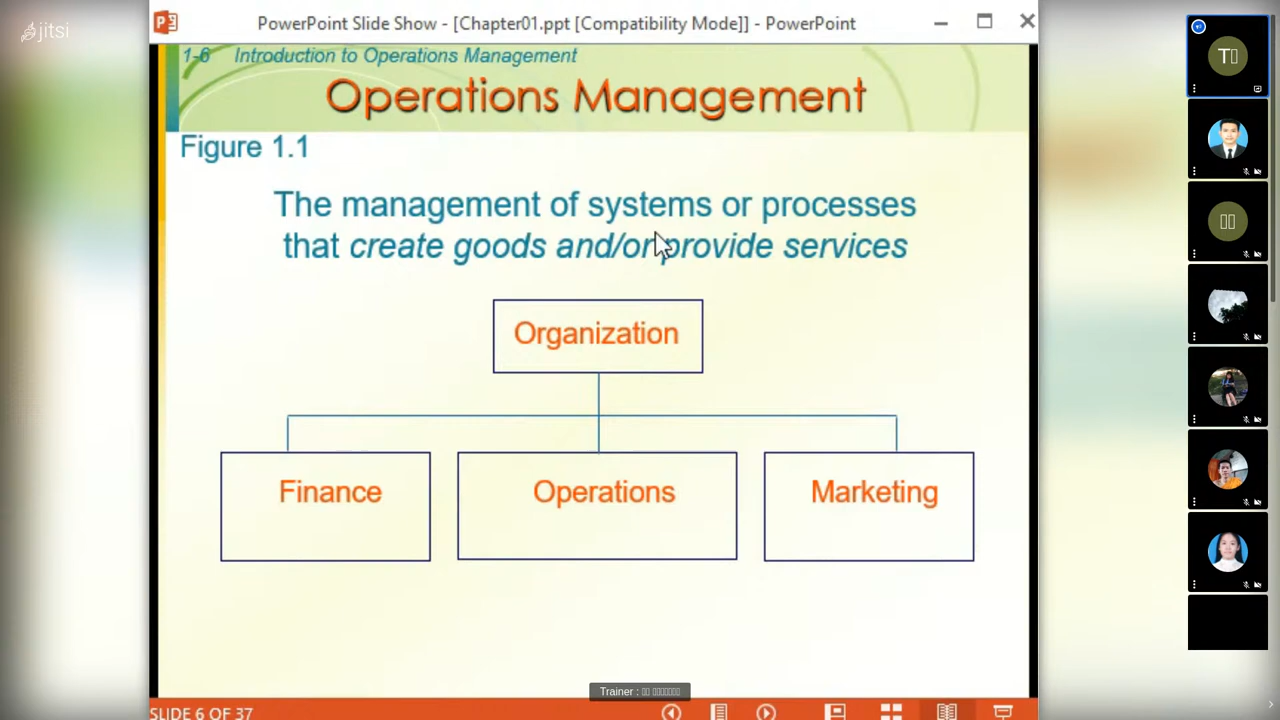 jitsi
PowerPoint Slide Show - [Chapter01.ppt [Compatibility Mode]] - PowerPoint
1-6 Introduction to Operations Management
Operations Management
Figure 1.1
The management of systems or processes
that create goods and/or provide services
Organization
Finance Operations Marketing
Trainer :
SLIDE 6 OF 37
T